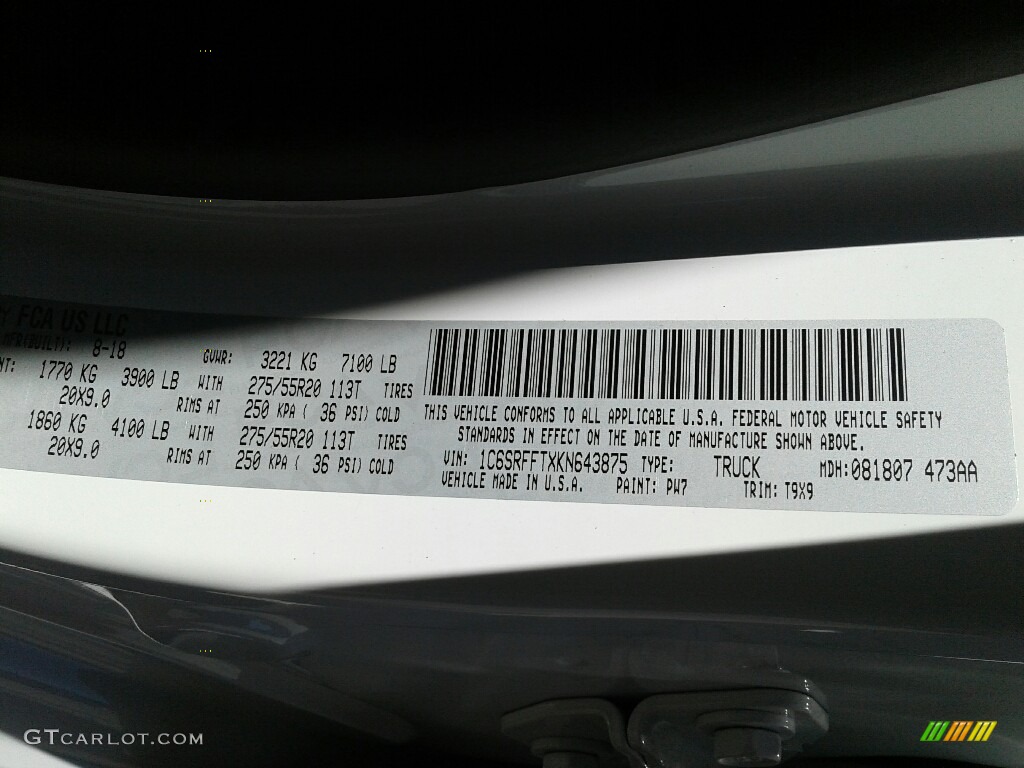 FCA US LLC
MFR(BUILT): 8-18 GVWR: 3221 KG 7100 LB
1770 KG 3900 LB WITH 275/55R20 113T TIRES
20X9.0 RIMS AT 250 KPA ( 36 PSI) COLD
1860 KG 4100 LB WITH 275/55R20 113T TIRES
20X9.0 RIMS AT 250 KPA ( 36 PSI) COLD
THIS VEHICLE CONFORMS TO ALL APPLICABLE U.S.A. FEDERAL MOTOR VEHICLE SAFETY
STANDARDS IN EFFECT ON THE DATE OF MANUFACTURE SHOWN ABOVE.
VIN: 1C6SRFFTXKN643875 TYPE: TRUCK MDH:081807 473AA
VEHICLE MADE IN U.S.A. PAINT: PW7 TRIM: T9X9
GTCARLOT.COM